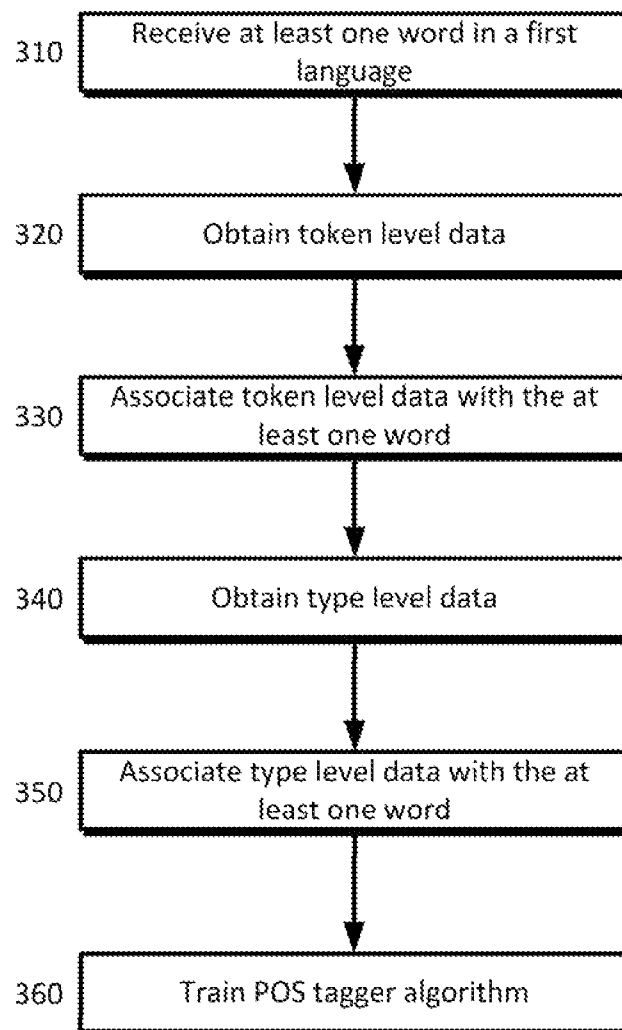 310
Receive at least one word in a first
language
320
Obtain token level data
330
Associate token level data with the at
least one word
340
Obtain type level data
350
Associate type level data with the at
least one word
360
Train POS tagger algorithm